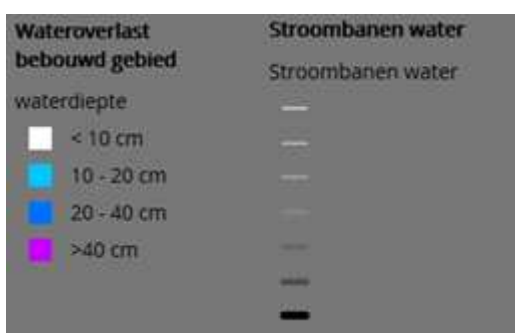 Wateroverlast
bebouwd gebied
waterdiepte
< 10 cm
10 - 20 cm
20 - 40 cm
>40 cm
Stroombanen water
Stroombanen water